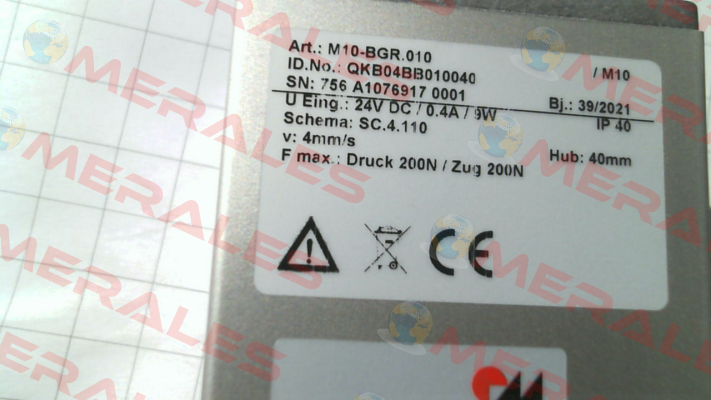 Art.: M10-BGR.010
ID.No.: QKB04BB010040 / M10
SN: 756 A1076917 0001 Bj.: 39/2021
U Eing.: 24V DC / 0.4A / 9W IP 40
Schema: SC.4.110
v: 4mm/s Hub: 40mm
F max.: Druck 200N / Zug 200N
CE
MERALES
MERALES
MERALES
MERALES
MERALES
MERALES